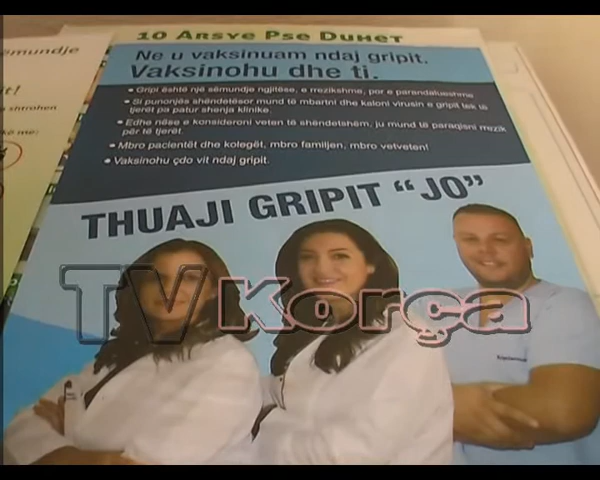 10 ARSYE PSE DUHET
Ne u vaksinuam ndaj gripit.
Vaksinohu dhe ti.
• Gripi është një sëmundje ngjitëse, e rrezikshme, por e parandalueshme
• Si punonjës shëndetësor mund të mbartni dhe kaloni virusin e gripit tek të
tjerët pa patur shenja klinike.
• Edhe nëse e konsideroni veten të shëndetshëm, ju mund të paraqisni rrezik
për të tjerët.
• Mbro pacientët dhe kolegët, mbro familjen, mbro vetveten!
• Vaksinohu çdo vit ndaj gripit.
THUAJI GRIPIT “JO”
TV Korça